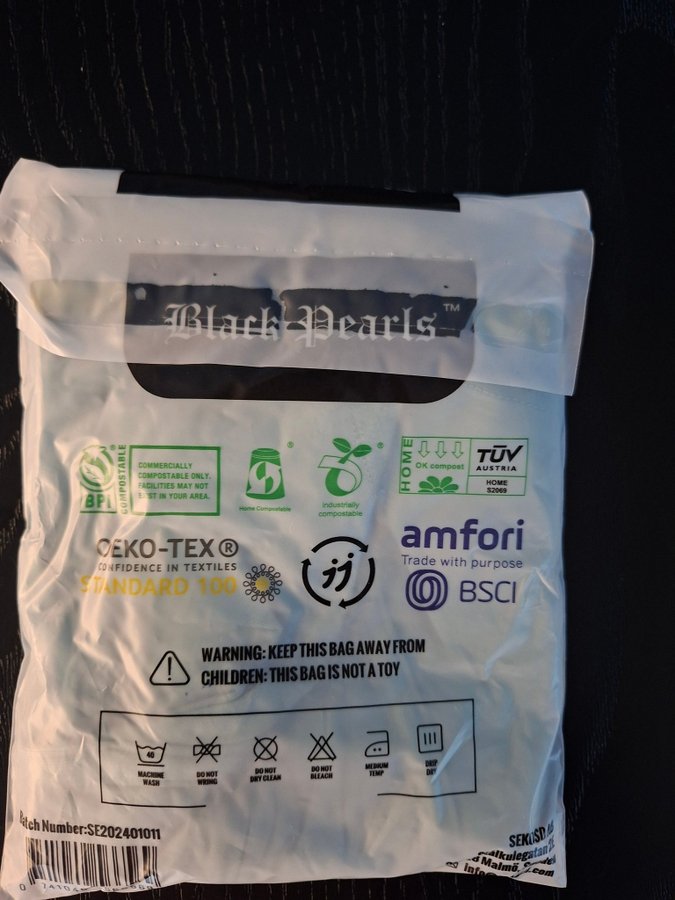 Black Pearls™
BPI®
COMPOSTABLE
COMMERCIALLY
COMPOSTABLE ONLY.
FACILITIES MAY NOT
EXIST IN YOUR AREA.
®
Home Compostable
®
industrially
compostable
HOME
OK compost
TÜV
AUSTRIA
HOME
S2069
OEKO-TEX®
CONFIDENCE IN TEXTILES
STANDARD 100
jj
amfori
Trade with purpose
BSCI
WARNING: KEEP THIS BAG AWAY FROM
CHILDREN: THIS BAG IS NOT A TOY
40
MACHINE
WASH
DO NOT
WRING
DO NOT
DRY CLEAN
DO NOT
BLEACH
MEDIUM
TEMP
DRIP
DRY
Batch Number:SE202401011
Malmö,